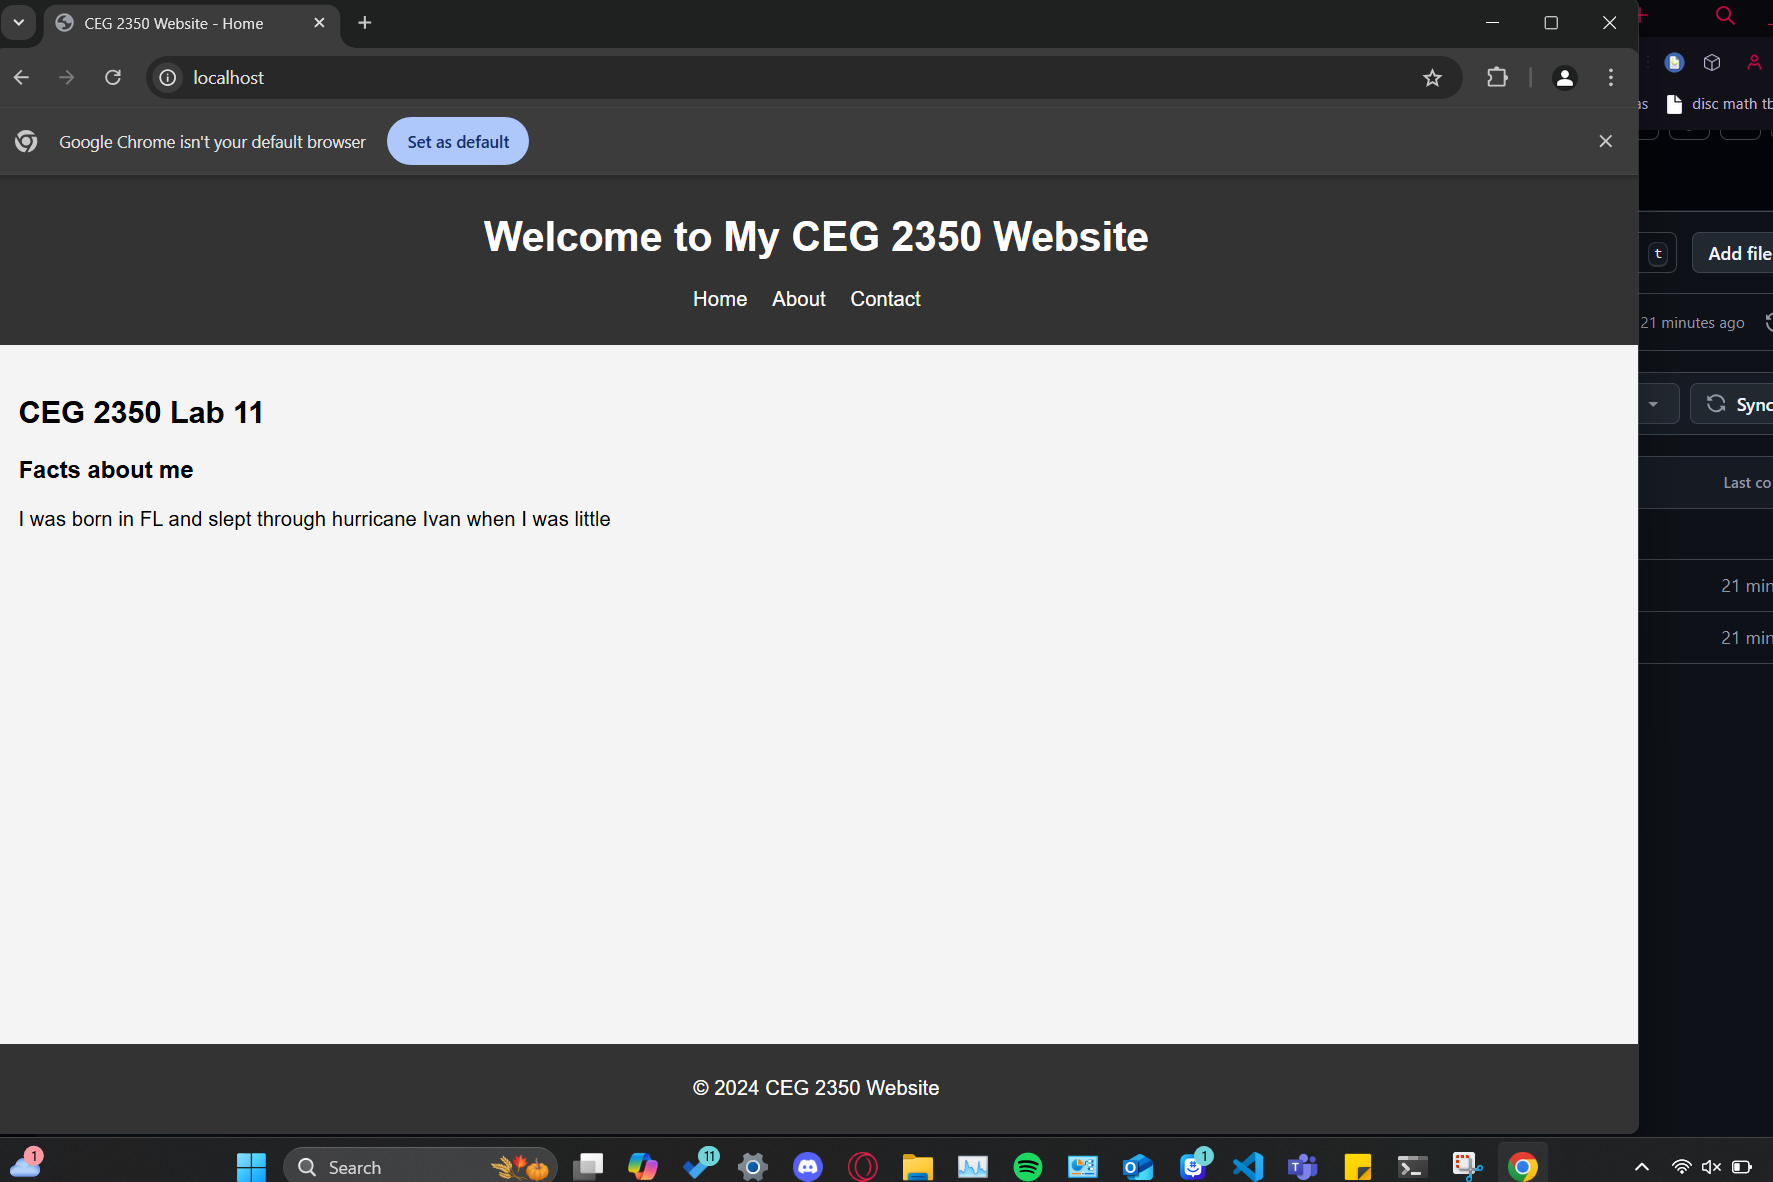 CEG 2350 Website - Home
localhost
Google Chrome isn't your default browser
Set as default
Welcome to My CEG 2350 Website
Home About Contact
CEG 2350 Lab 11
Facts about me
I was born in FL and slept through hurricane Ivan when I was little
© 2024 CEG 2350 Website
as
disc math tb
t
Add file
21 minutes ago
Sync
Last co
21 min
21 min
1
Search
11
1